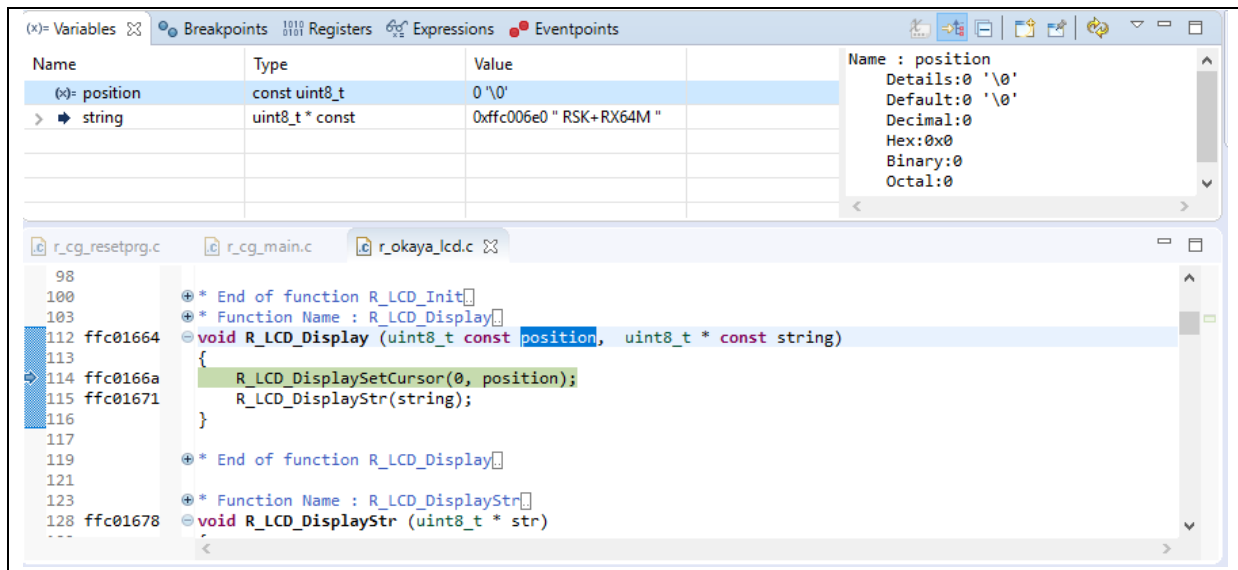 (x)= Variables Breakpoints 1010 0101 Registers Expressions Eventpoints
Name Type Value
(x)= position const uint8_t 0 '\0'
string uint8_t * const 0xffc006e0 " RSK+RX64M "
Name : position
Details:0 '\0'
Default:0 '\0'
Decimal:0
Hex:0x0
Binary:0
Octal:0
r_cg_resetprg.c r_cg_main.c r_okaya_lcd.c
98
100 * End of function R_LCD_Init
103 * Function Name : R_LCD_Display
112 ffc01664 void R_LCD_Display (uint8_t const position,  uint8_t * const string)
113 {
114 ffc0166a R_LCD_DisplaySetCursor(0, position);
115 ffc01671 R_LCD_DisplayStr(string);
116 }
117
119 * End of function R_LCD_Display
121
123 * Function Name : R_LCD_DisplayStr
128 ffc01678 void R_LCD_DisplayStr (uint8_t * str)